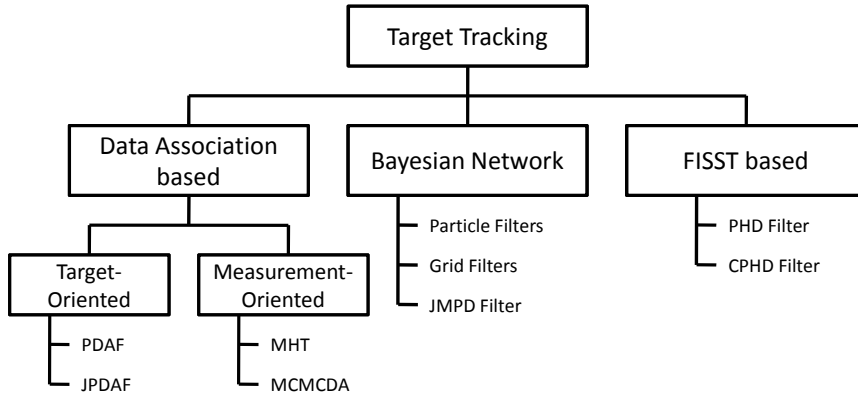 Target Tracking
Data Association
based
Bayesian Network
FISST based
Target-
Oriented
Measurement-
Oriented
PDAF
JPDAF
MHT
MCMCDA
Particle Filters
Grid Filters
JMPD Filter
PHD Filter
CPHD Filter